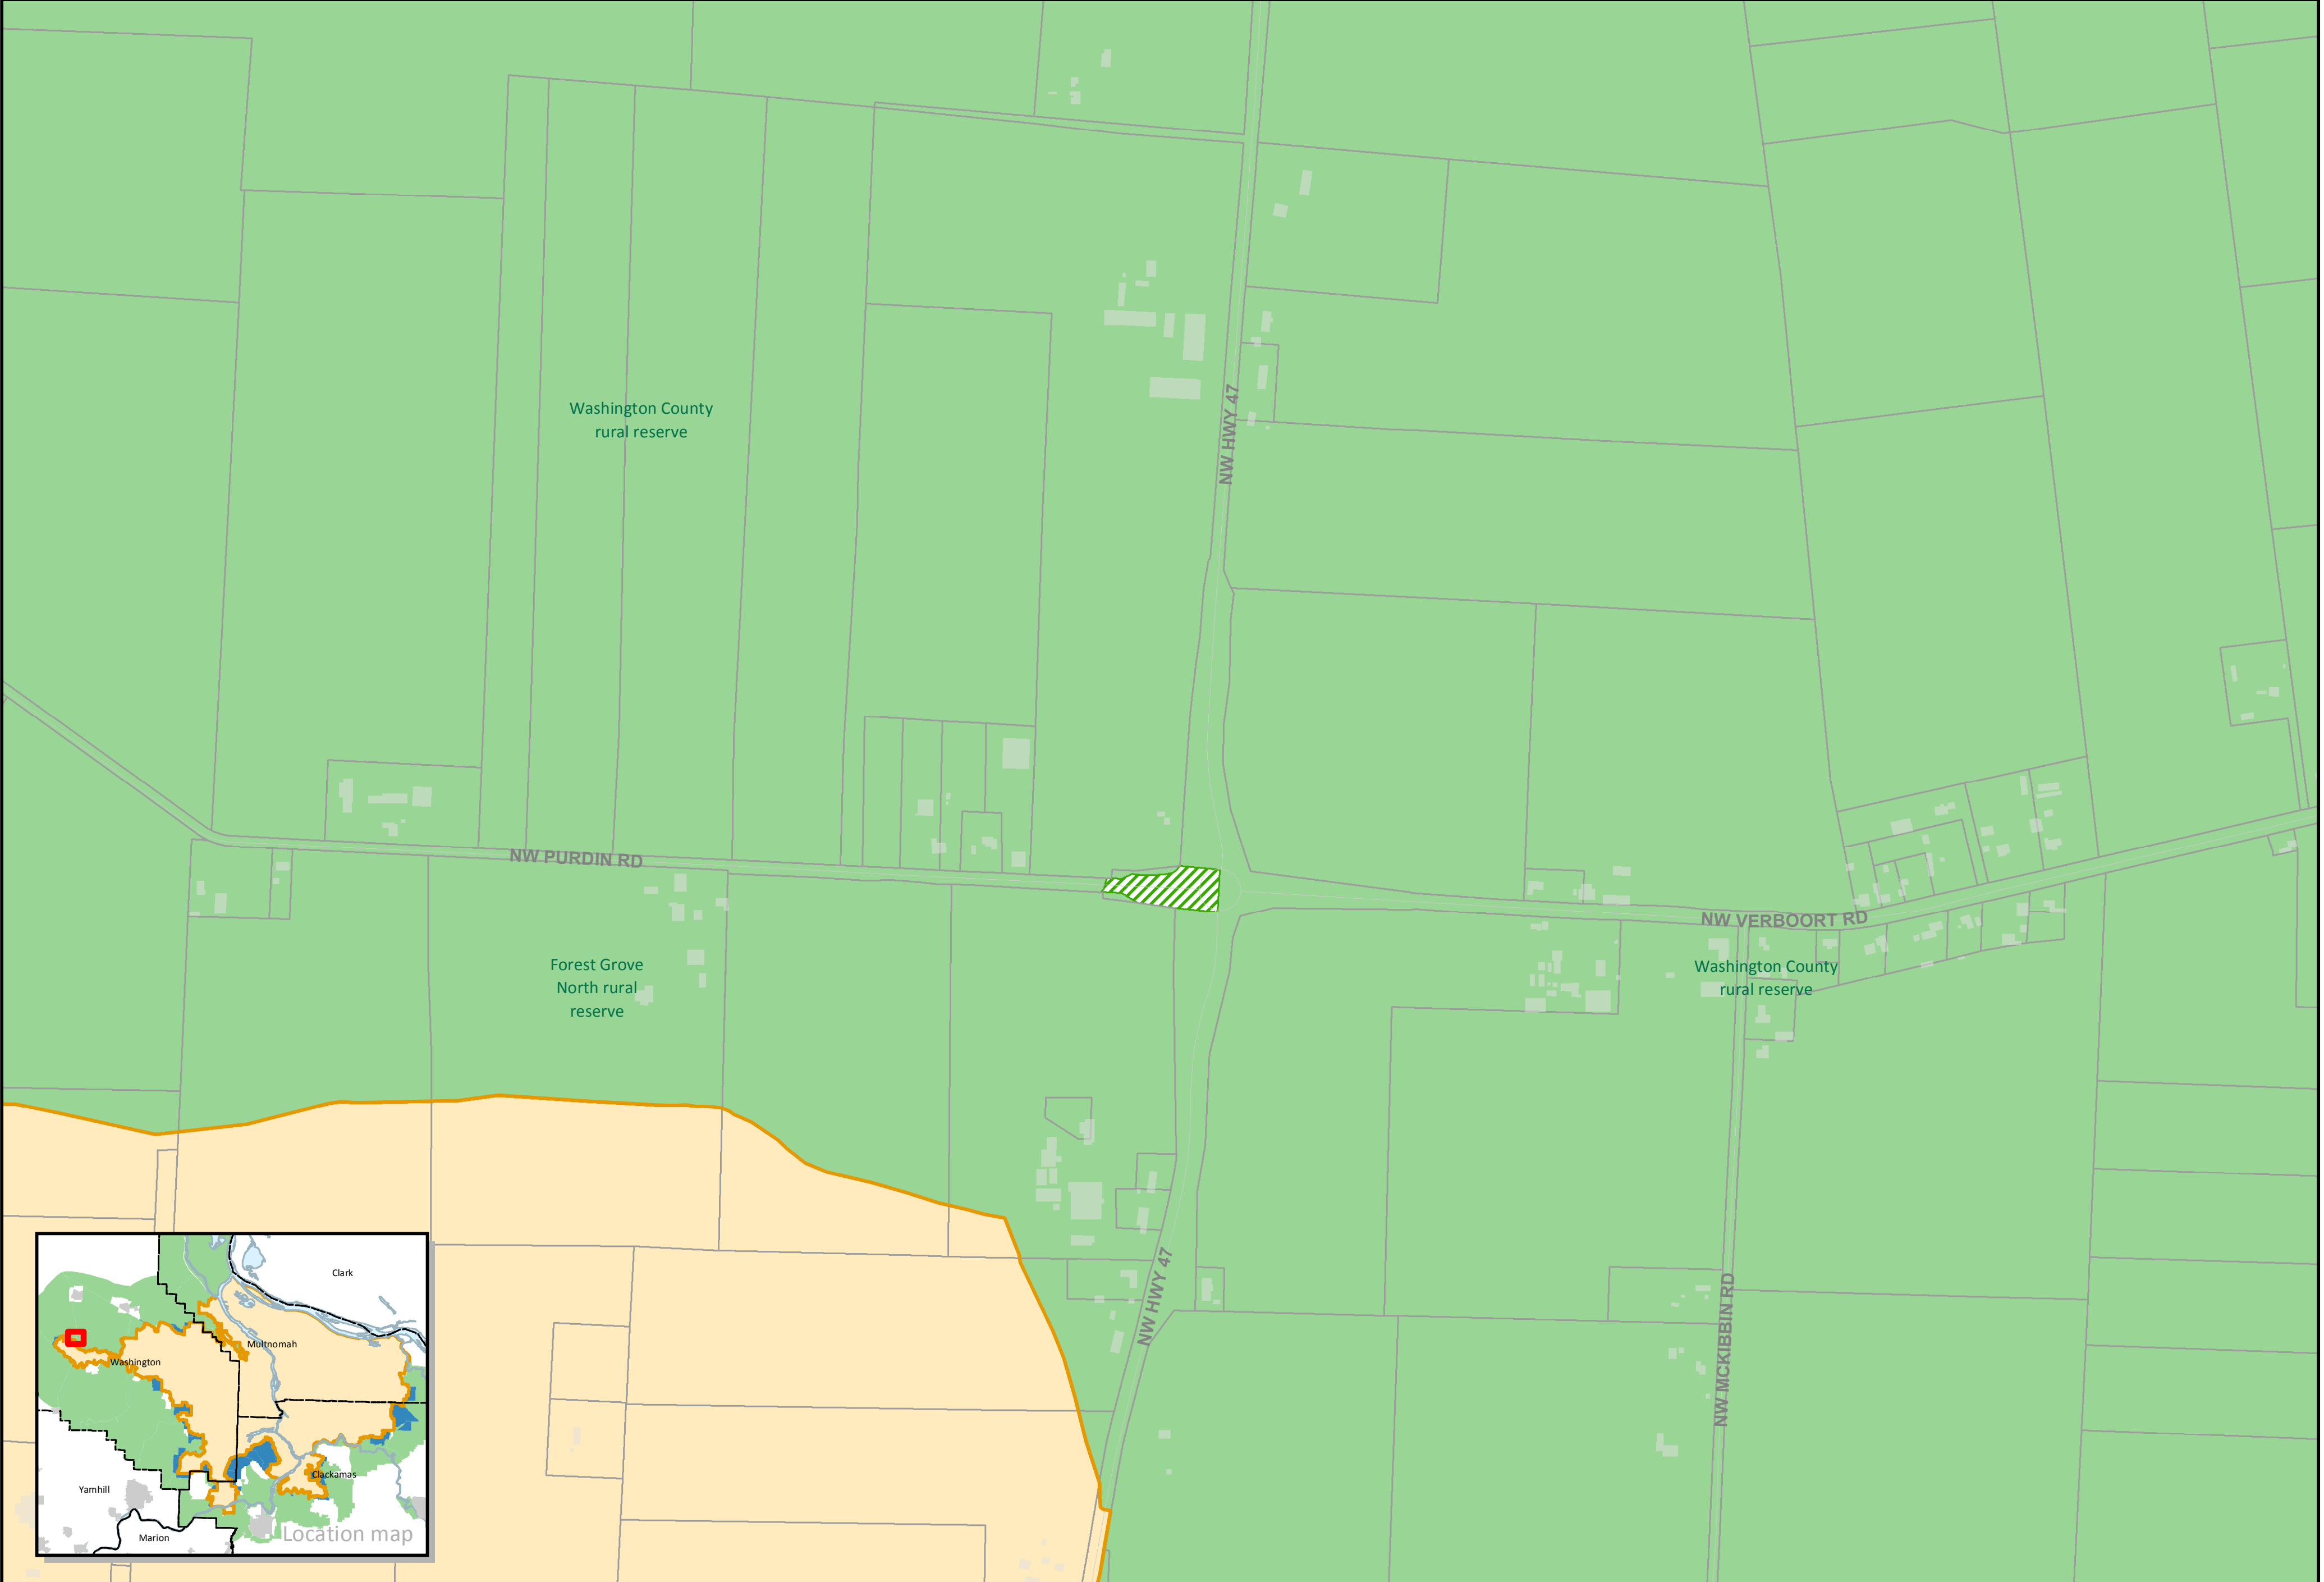 Washington County
rural reserve
NW HWY 47
NW PURDIN RD
NW VERBOORT RD
Forest Grove
North rural
reserve
Washington County
rural reserve
NW HWY 47
NW MCKIBBIN RD
Clark
Multnomah
Washington
Clackamas
Yamhill
Marion
Location map